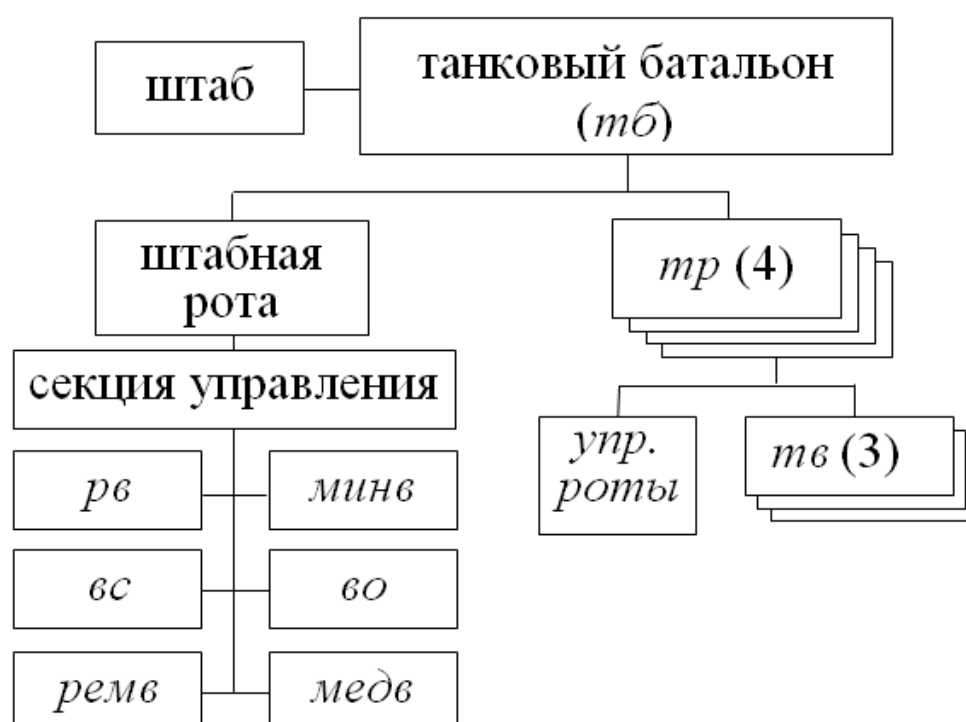 штаб
танковый батальон
(тб)
штабная
рота
тр (4)
секция управления
упр.
роты
тв (3)
рв
минв
вс
во
ремв
медв